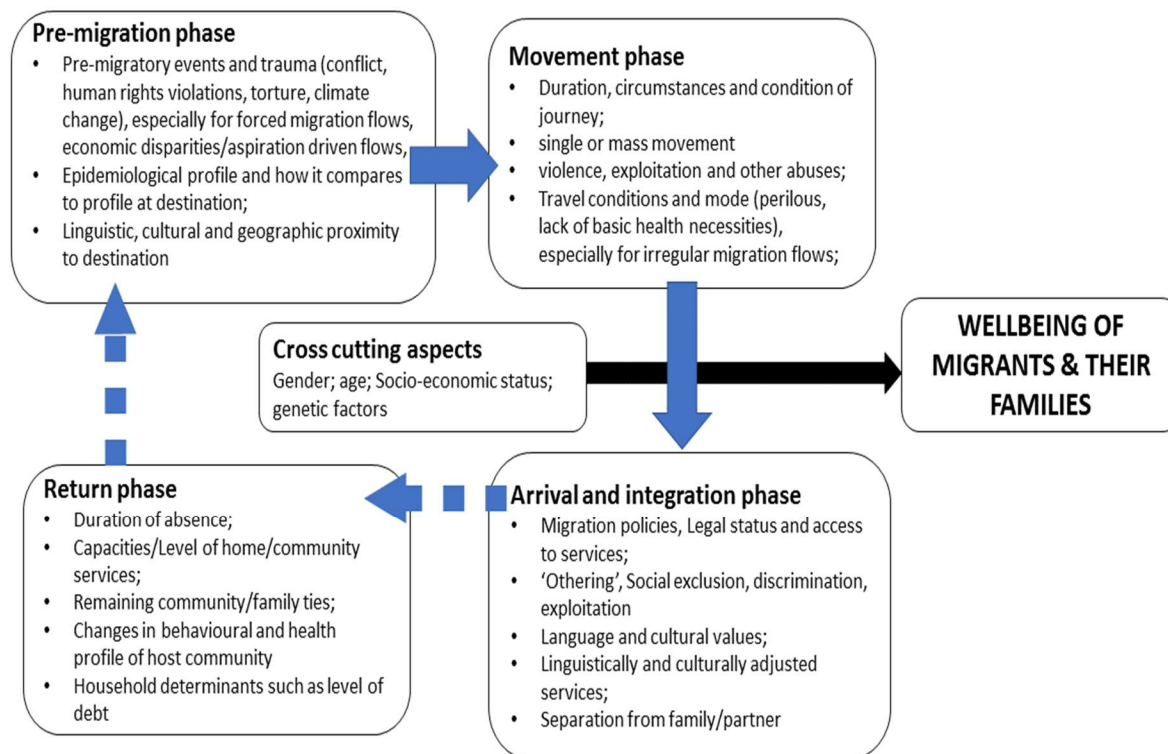 Pre-migration phase
• Pre-migratory events and trauma (conflict,
human rights violations, torture, climate
change), especially for forced migration flows,
economic disparities/aspiration driven flows,
• Epidemiological profile and how it compares
to profile at destination;
• Linguistic, cultural and geographic proximity
to destination
Movement phase
• Duration, circumstances and condition of
journey;
• single or mass movement
• violence, exploitation and other abuses;
• Travel conditions and mode (perilous,
lack of basic health necessities),
especially for irregular migration flows;
Cross cutting aspects
Gender; age; Socio-economic status;
genetic factors
WELLBEING OF
MIGRANTS & THEIR
FAMILIES
Return phase
• Duration of absence;
• Capacities/Level of home/community
services;
• Remaining community/family ties;
• Changes in behavioural and health
profile of host community
• Household determinants such as level of
debt
Arrival and integration phase
• Migration policies, Legal status and access
to services;
• ‘Othering’, Social exclusion, discrimination,
exploitation
• Language and cultural values;
• Linguistically and culturally adjusted
services;
• Separation from family/partner